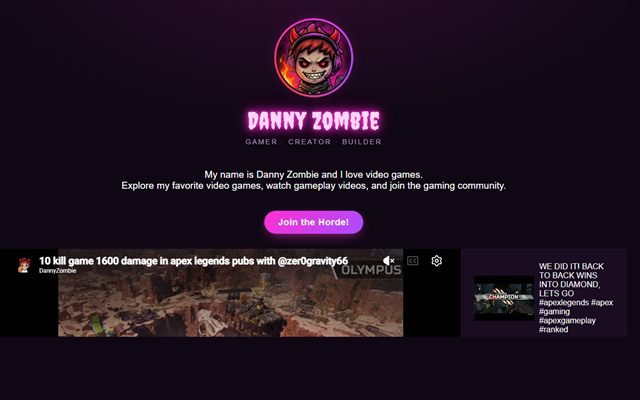 DANNY ZOMBIE
GAMER · CREATOR · BUILDER
My name is Danny Zombie and I love video games.
Explore my favorite video games, watch gameplay videos, and join the gaming community.
Join the Horde!
10 kill game 1600 damage in apex legends pubs with @zer0gravity66
DannyZombie
CC
OLYMPUS
CHAMPION
WE DID IT! BACK
TO BACK WINS
INTO DIAMOND,
LETS GO
#apexlegends #apex
#gaming
#apexgameplay
#ranked